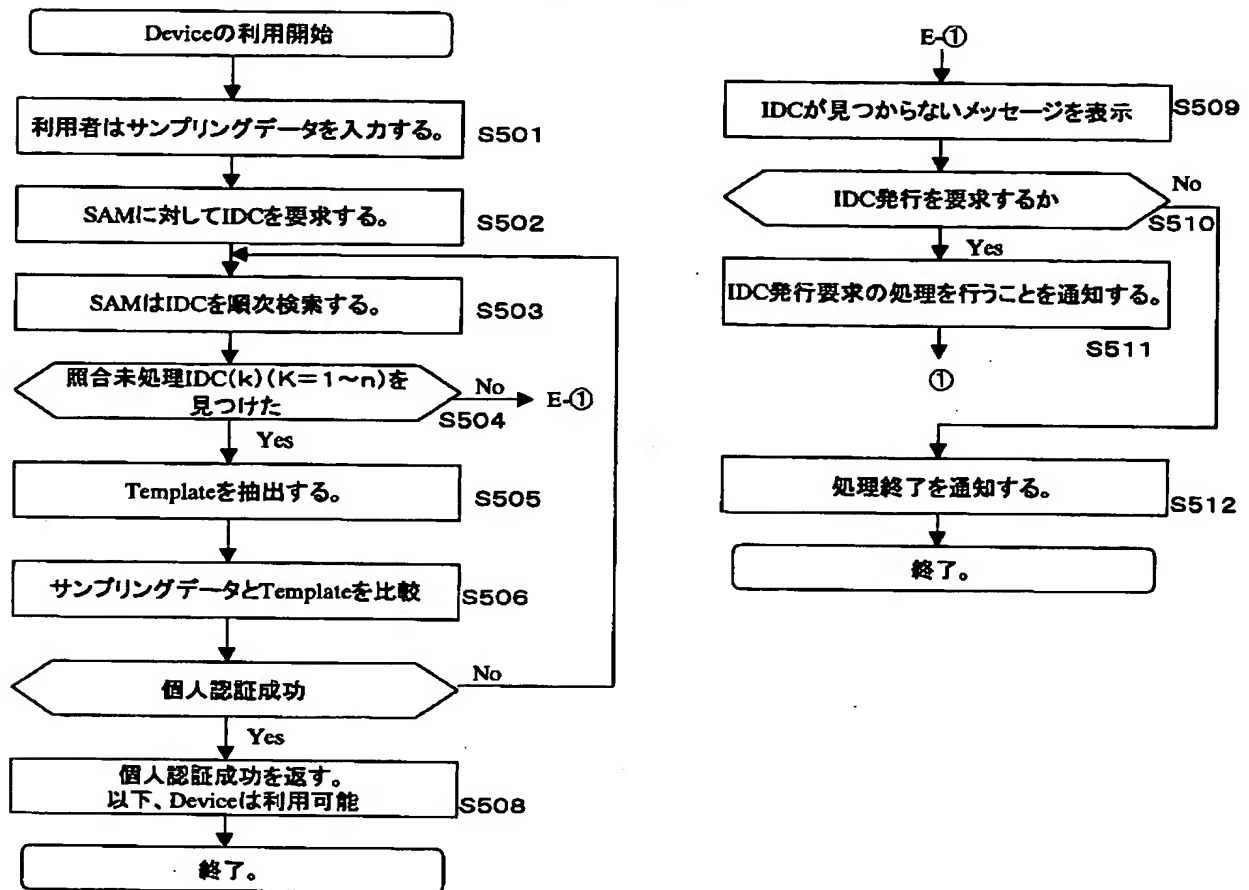 Deviceの利用開始
利用者はサンプリングデータを入力する。
S501
SAMに対してIDCを要求する。
S502
SAMはIDCを順次検索する。
S503
照合未処理IDC(k)(K=1~n)を
見つけた
No
E-①
S504
Yes
Templateを抽出する。
S505
サンプリングデータとTemplateを比較
S506
個人認証成功
No
Yes
個人認証成功を返す。
以下、Deviceは利用可能
S508
終了。
E-①
IDCが見つからないメッセージを表示
S509
IDC発行を要求するか
No
S510
Yes
IDC発行要求の処理を行うことを通知する。
S511
①
処理終了を通知する。
S512
終了。